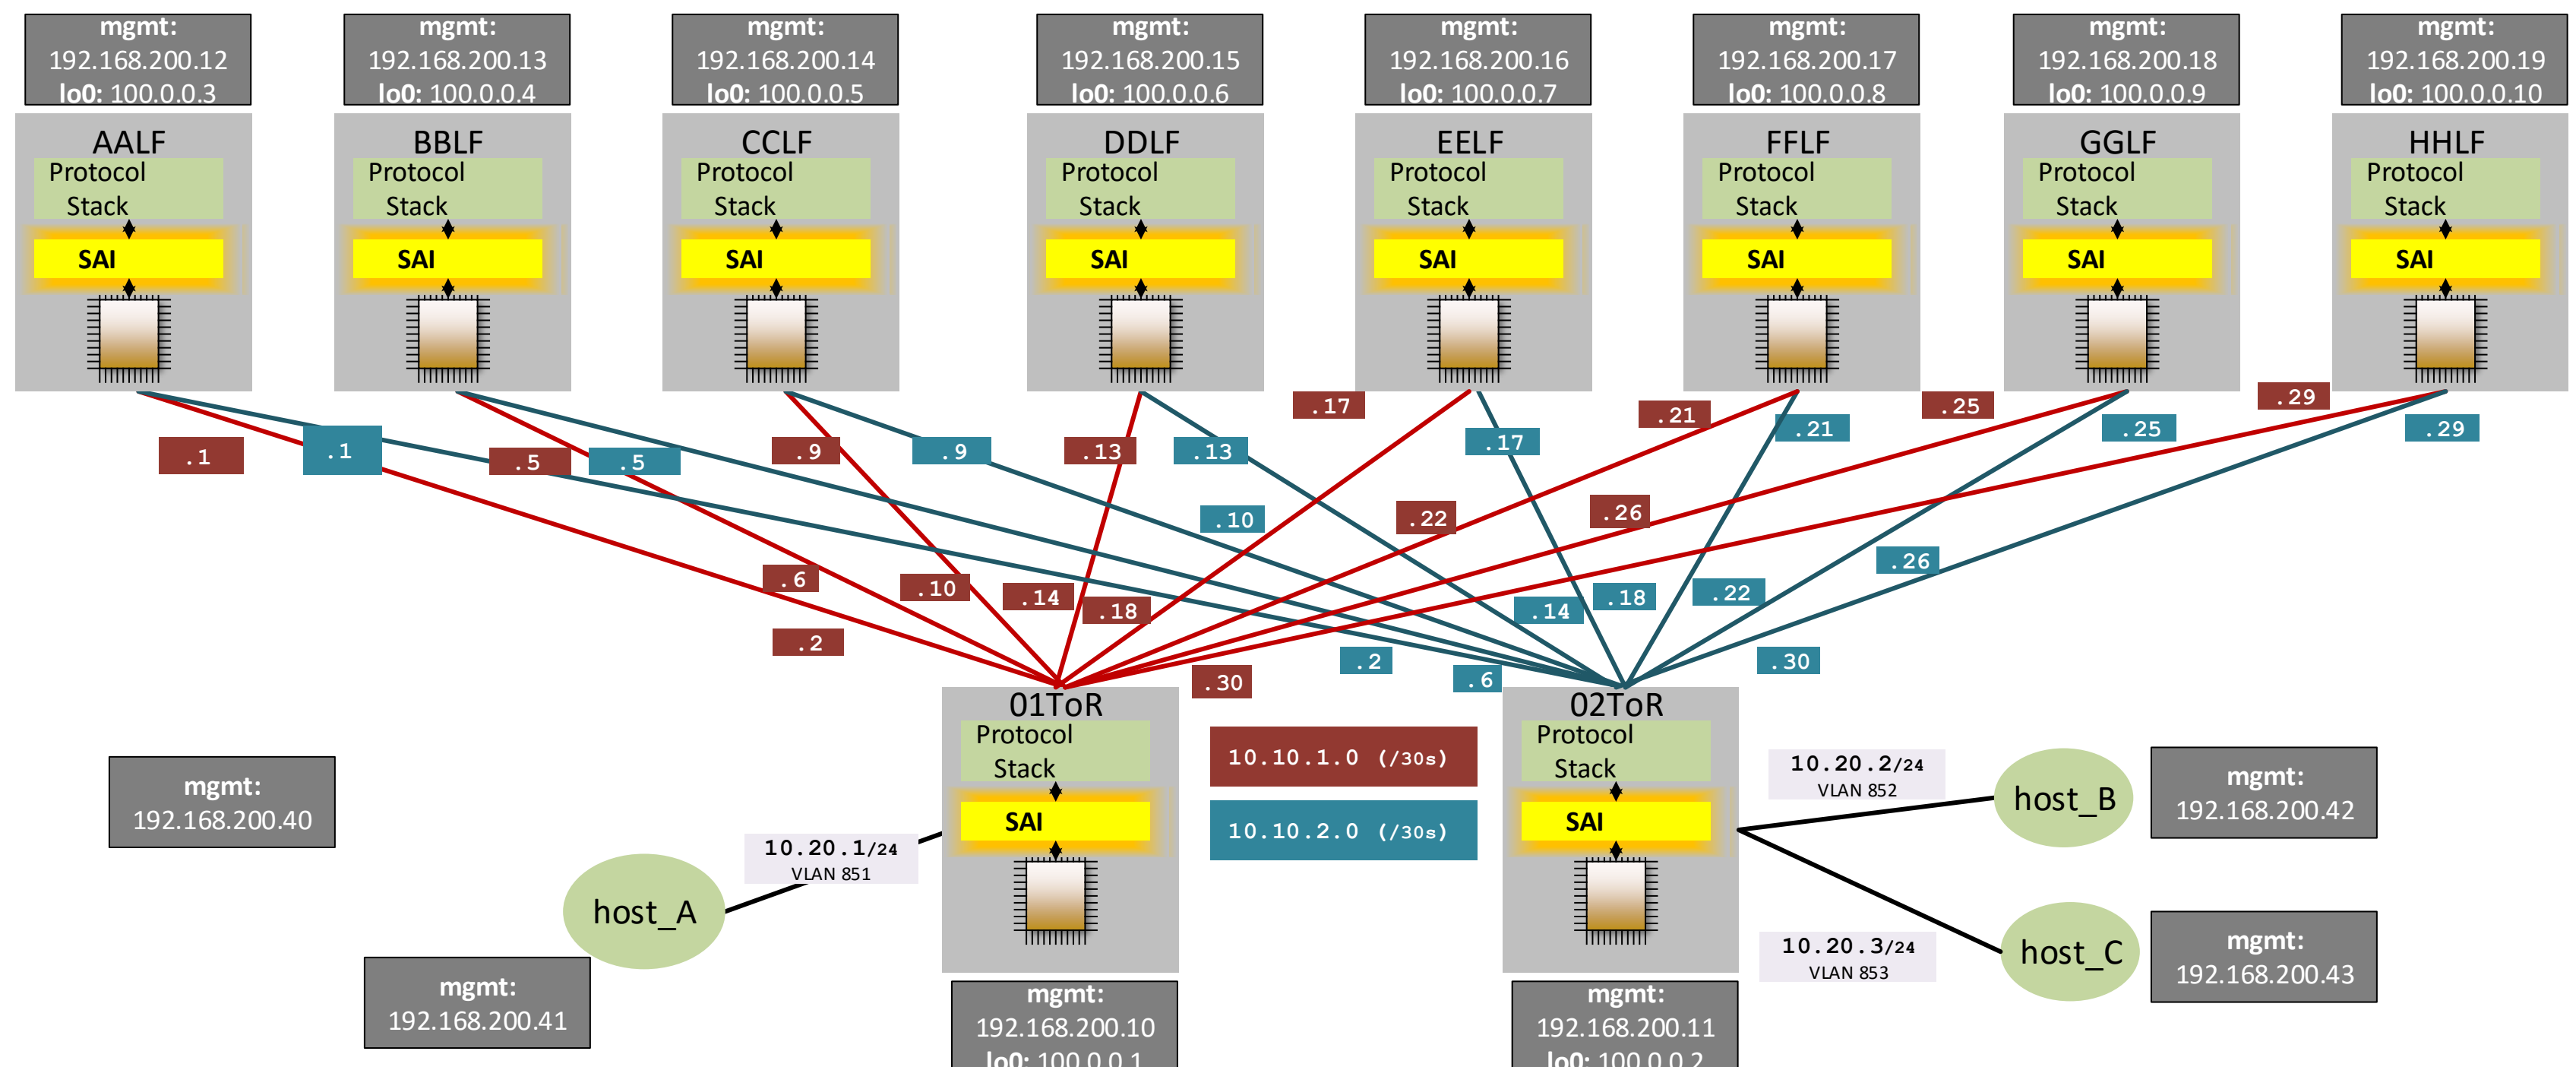 mgmt:
192.168.200.12
lo0: 100.0.0.3
mgmt:
192.168.200.13
lo0: 100.0.0.4
mgmt:
192.168.200.14
lo0: 100.0.0.5
mgmt:
192.168.200.15
lo0: 100.0.0.6
mgmt:
192.168.200.16
lo0: 100.0.0.7
mgmt:
192.168.200.17
lo0: 100.0.0.8
mgmt:
192.168.200.18
lo0: 100.0.0.9
mgmt:
192.168.200.19
lo0: 100.0.0.10
AALF
Protocol
Stack
SAI
BBLF
Protocol
Stack
SAI
CCLF
Protocol
Stack
SAI
DDLF
Protocol
Stack
SAI
EELF
Protocol
Stack
SAI
FFLF
Protocol
Stack
SAI
GGLF
Protocol
Stack
SAI
HHLF
Protocol
Stack
SAI
.1
.1
.5
.5
.9
.9
.13
.13
.17
.17
.21
.21
.25
.25
.29
.29
.10
.22
.26
.6
.10
.14
.18
.14
.18
.22
.26
.2
.30
.2
.6
.30
01ToR
Protocol
Stack
SAI
10.10.1.0 (/30s)
10.10.2.0 (/30s)
02ToR
Protocol
Stack
SAI
mgmt:
192.168.200.40
10.20.1/24
VLAN 851
host_A
mgmt:
192.168.200.41
10.20.2/24
VLAN 852
host_B
mgmt:
192.168.200.42
10.20.3/24
VLAN 853
host_C
mgmt:
192.168.200.43
mgmt:
192.168.200.10
lo0: 100.0.0.1
mgmt:
192.168.200.11
lo0: 100.0.0.2